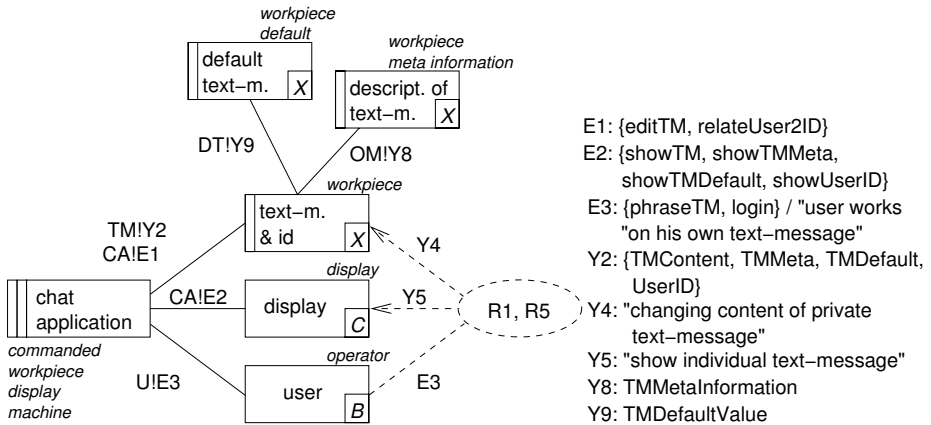 workpiece
default
default
text−m.
X
workpiece
meta information
descript. of
text−m.
X
DT!Y9
OM!Y8
workpiece
text−m.
& id
X
TM!Y2
CA!E1
Y4
display
display
C
CA!E2
Y5
R1, R5
chat
application
commanded
workpiece
display
machine
U!E3
operator
user
B
E3
E1: {editTM, relateUser2ID}
E2: {showTM, showTMMeta,
showTMDefault, showUserID}
E3: {phraseTM, login} / "user works
"on his own text−message"
Y2: {TMContent, TMMeta, TMDefault,
UserID}
Y4: "changing content of private
text−message"
Y5: "show individual text−message"
Y8: TMMetaInformation
Y9: TMDefaultValue